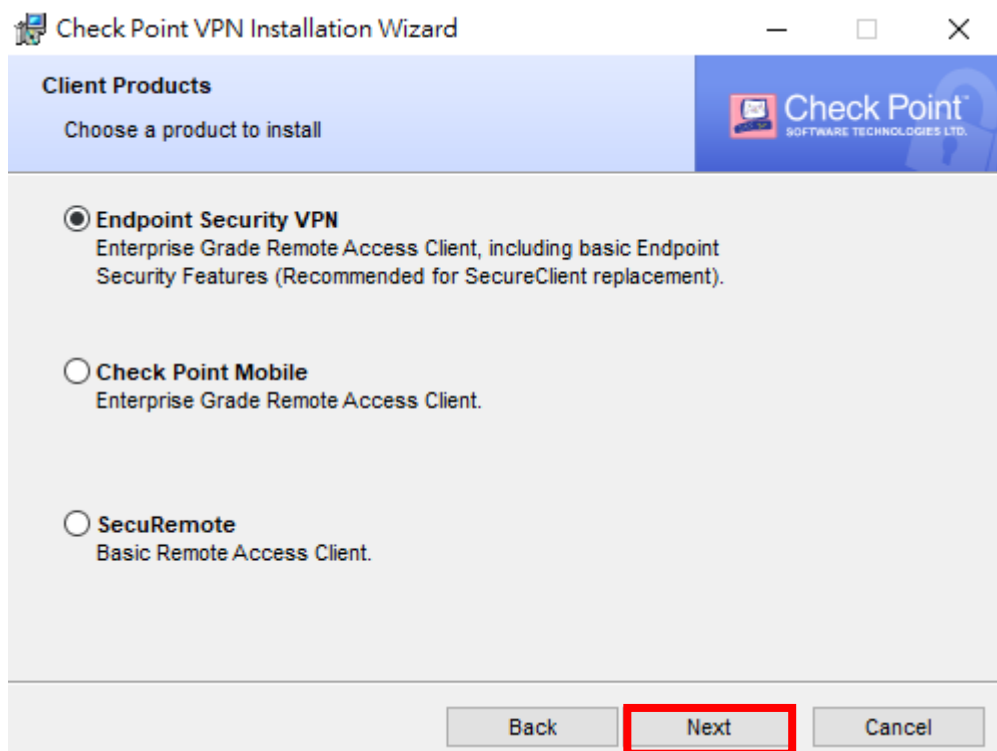 Check Point VPN Installation Wizard
Client Products
Choose a product to install
Check Point™
SOFTWARE TECHNOLOGIES LTD.
Endpoint Security VPN
Enterprise Grade Remote Access Client, including basic Endpoint
Security Features (Recommended for SecureClient replacement).
Check Point Mobile
Enterprise Grade Remote Access Client.
SecuRemote
Basic Remote Access Client.
Back
Next
Cancel